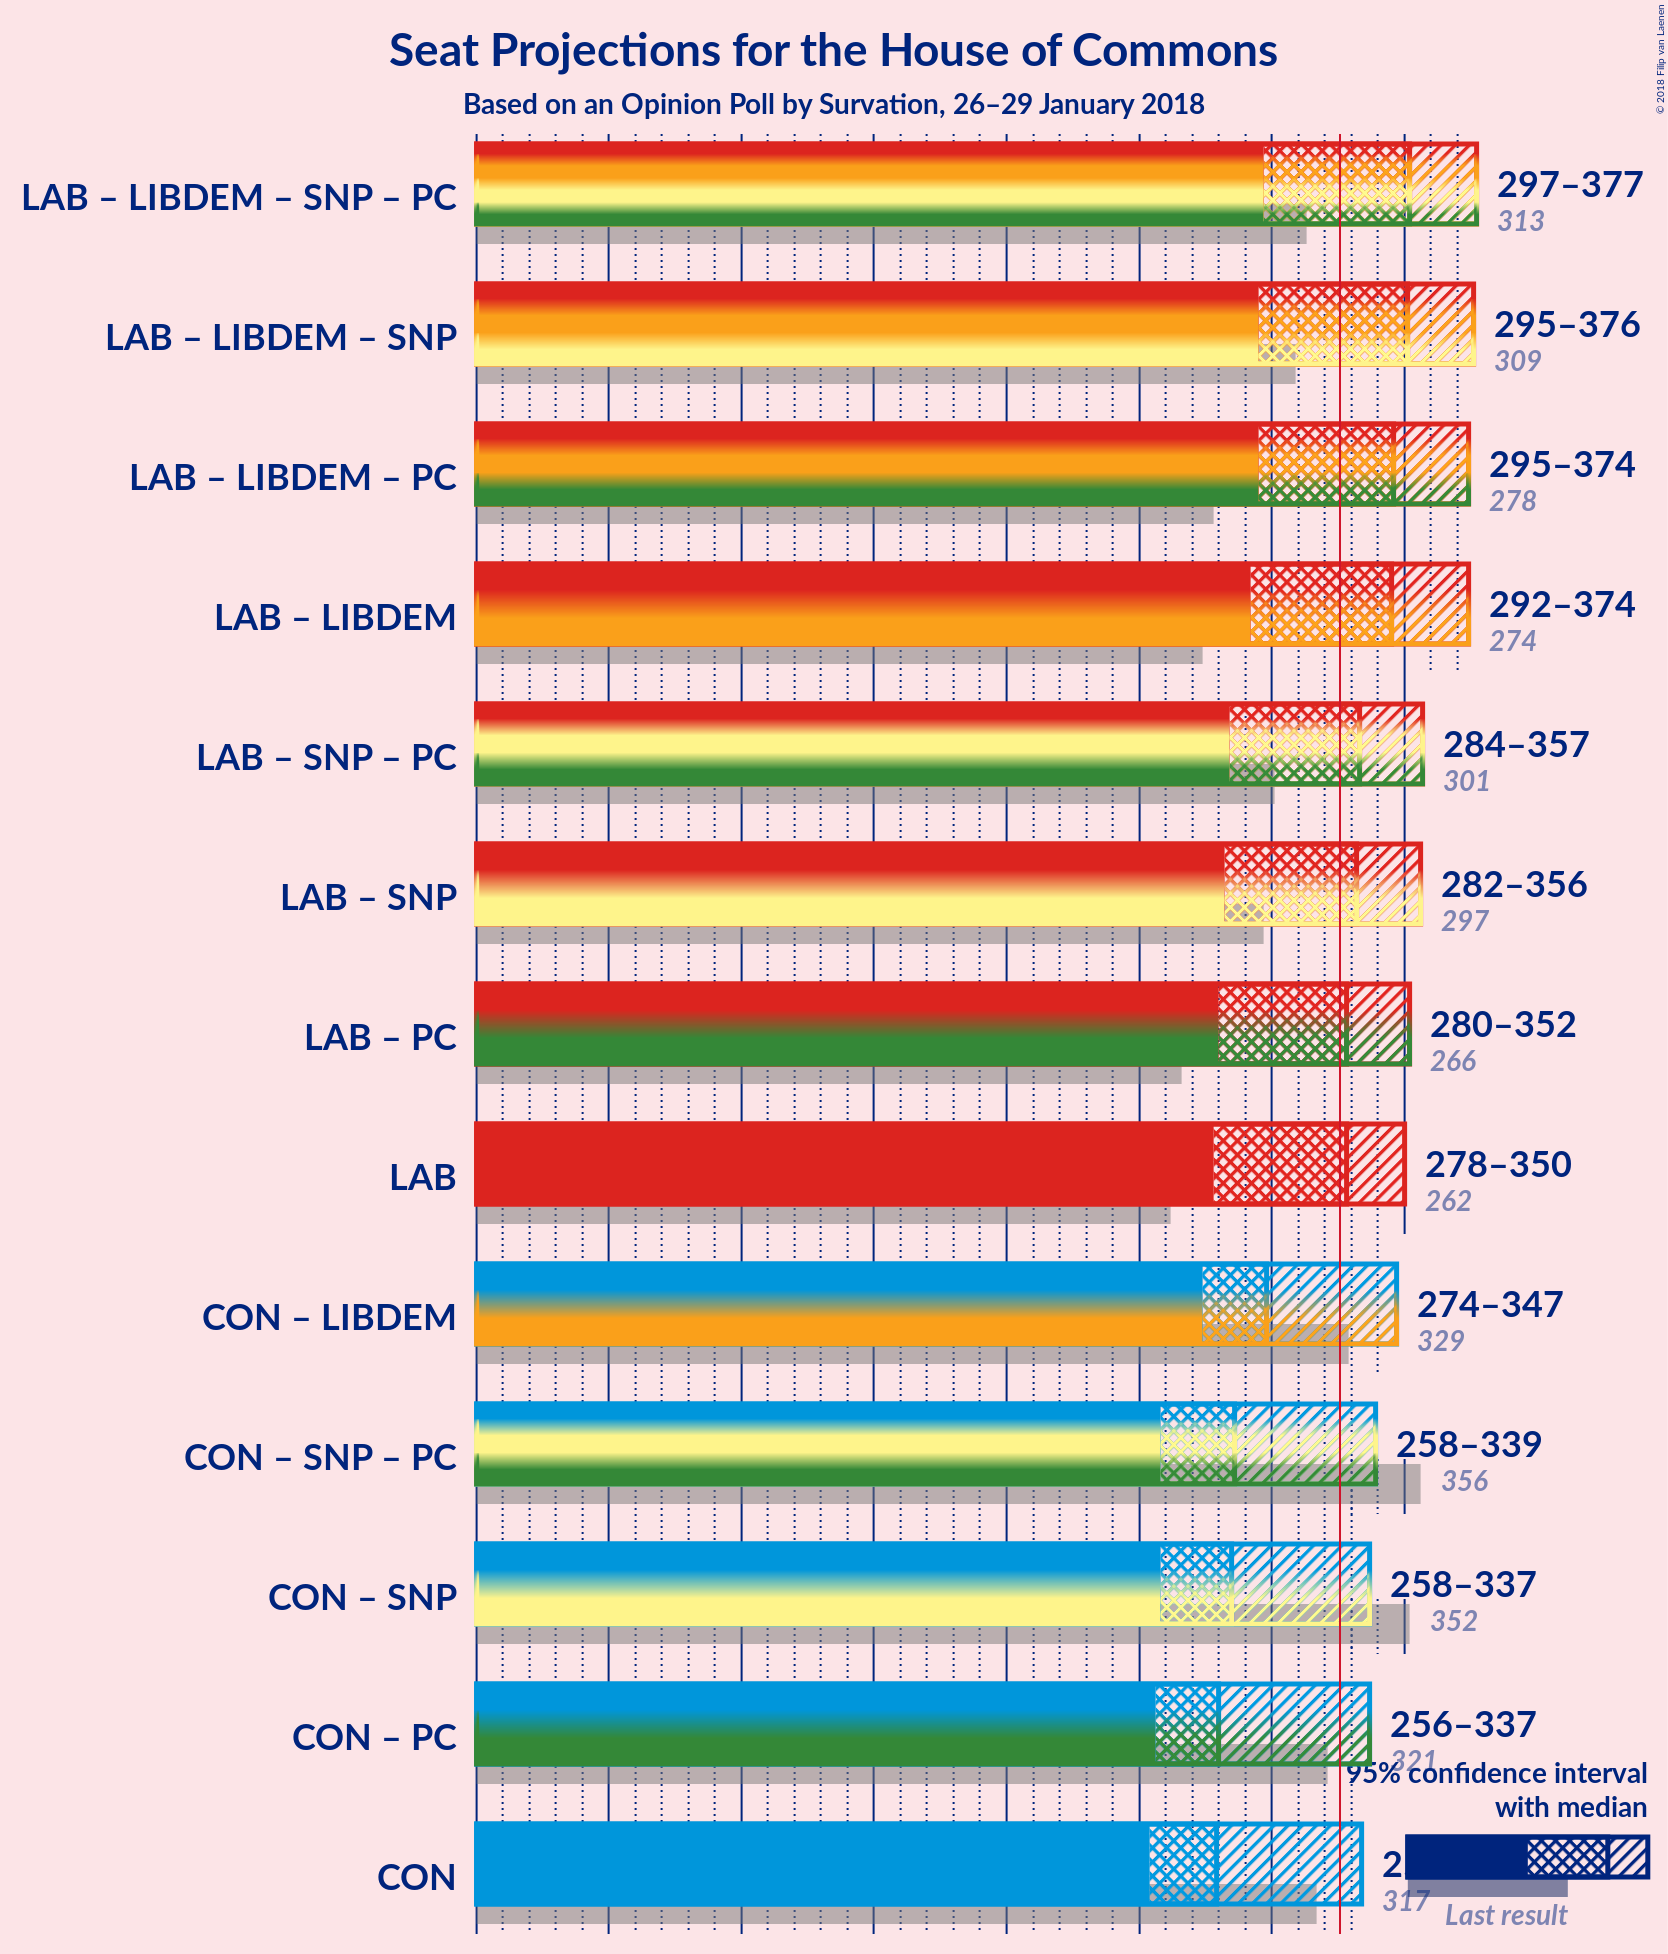 Seat Projections for the House of Commons
Based on an Opinion Poll by Survation, 26–29 January 2018
© 2018 Filip van Laenen
LAB – LIBDEM – SNP – PC
297–377
313
LAB – LIBDEM – SNP
295–376
309
LAB – LIBDEM – PC
295–374
278
LAB – LIBDEM
292–374
274
LAB – SNP – PC
284–357
301
LAB – SNP
282–356
297
LAB – PC
280–352
266
LAB
278–350
262
CON – LIBDEM
274–347
329
CON – SNP – PC
258–339
356
CON – SNP
258–337
352
CON – PC
256–337
321
95% confidence interval
with median
CON
2
317
Last result